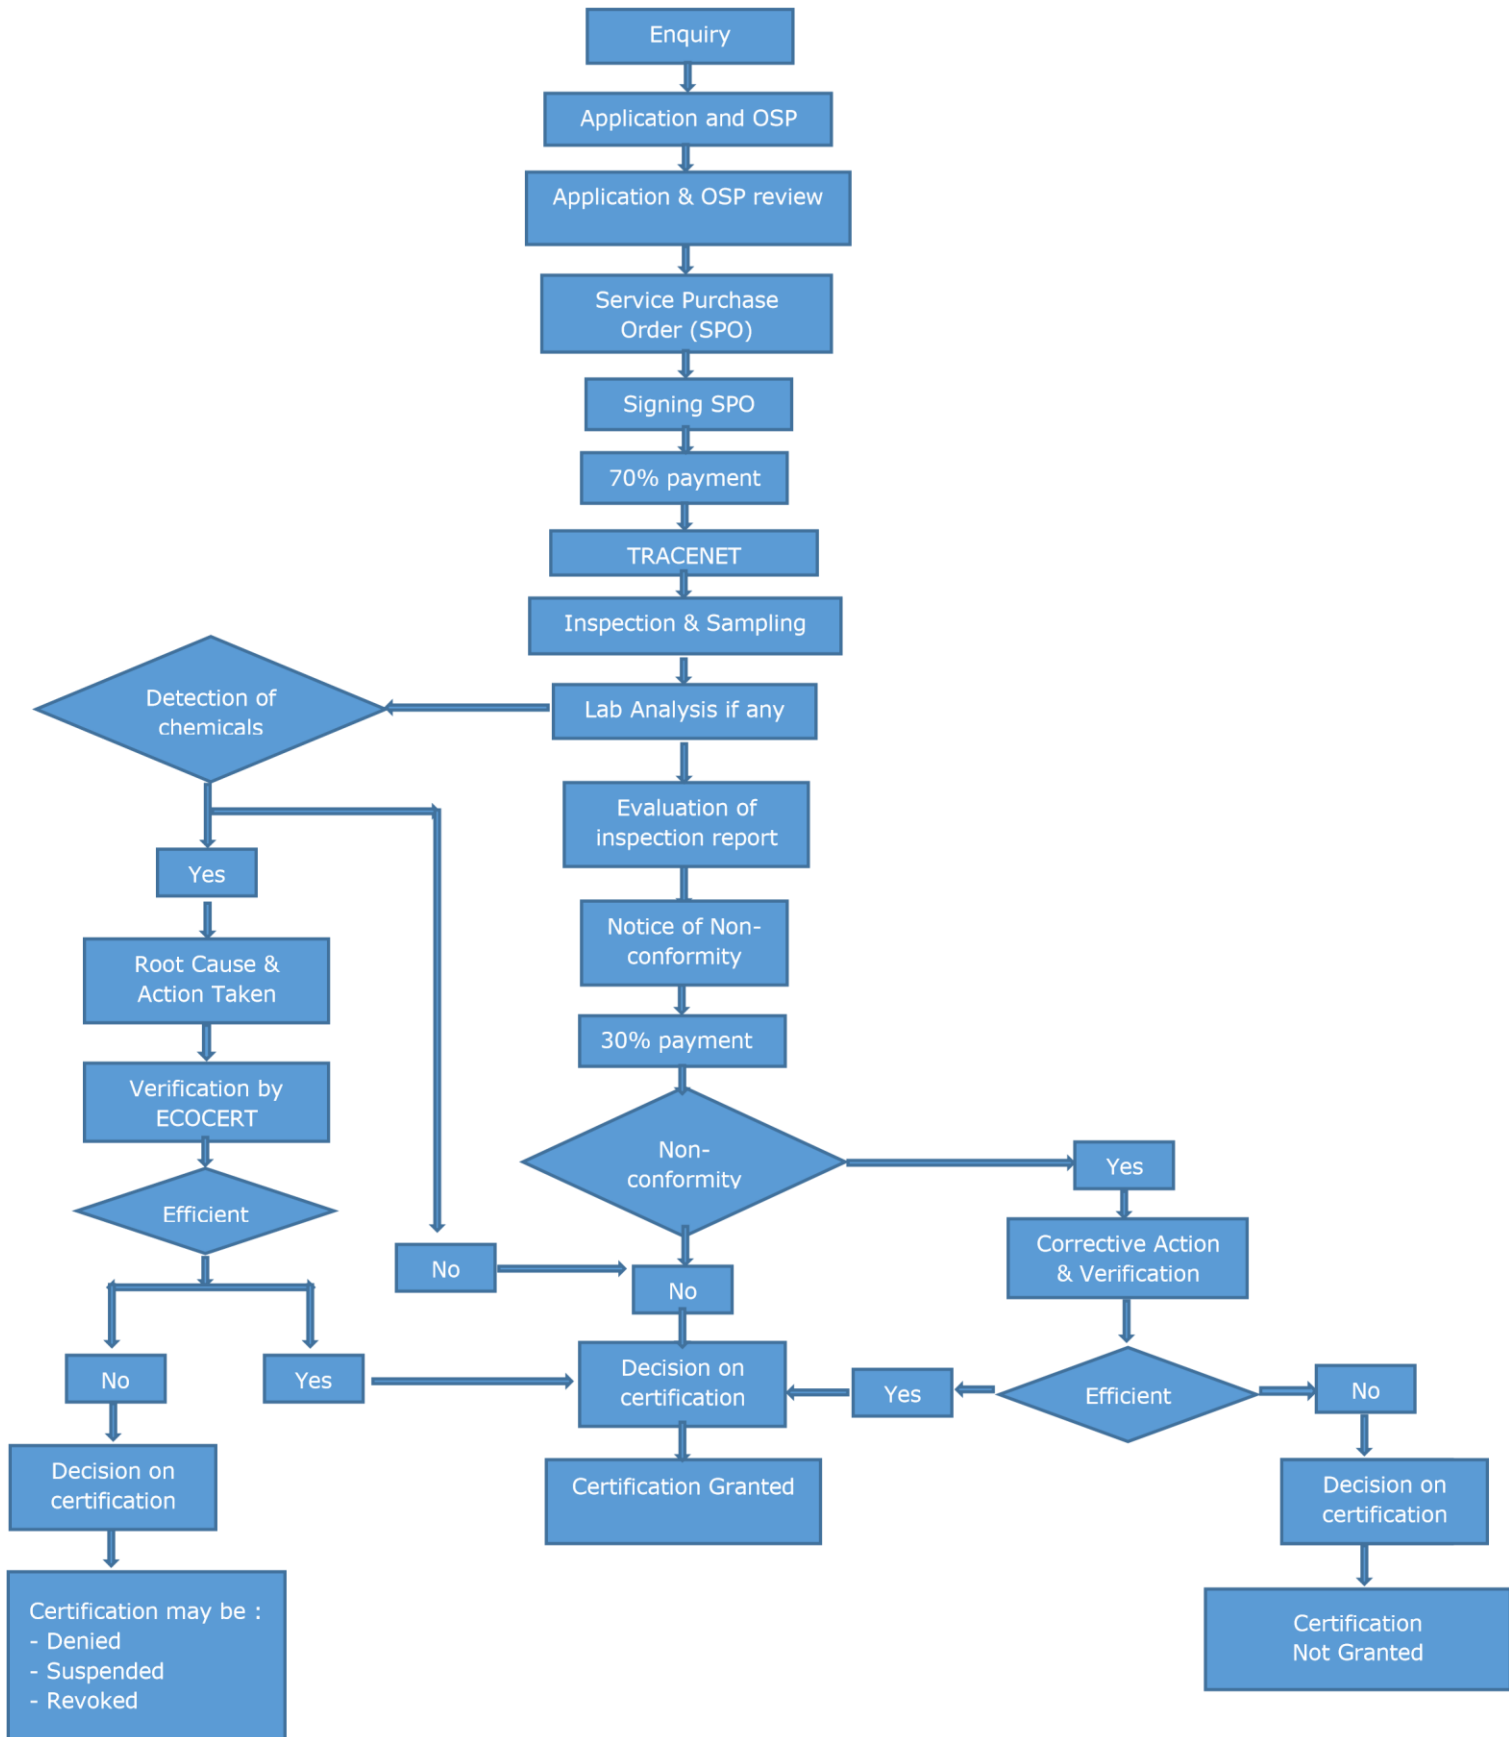 Enquiry
Application and OSP
Application & OSP review
Service Purchase
Order (SPO)
Signing SPO
70% payment
TRACENET
Inspection & Sampling
Detection of
chemicals
Lab Analysis if any
Evaluation of
inspection report
Yes
Notice of Non-
conformity
Root Cause &
Action Taken
30% payment
Verification by
ECOCERT
Non-
conformity
Yes
Efficient
Corrective Action
& Verification
No
No
No
Yes
Decision on
certification
Yes
Efficient
No
Decision on
certification
Certification Granted
Decision on
certification
Certification may be :
- Denied
- Suspended
- Revoked
Certification
Not Granted